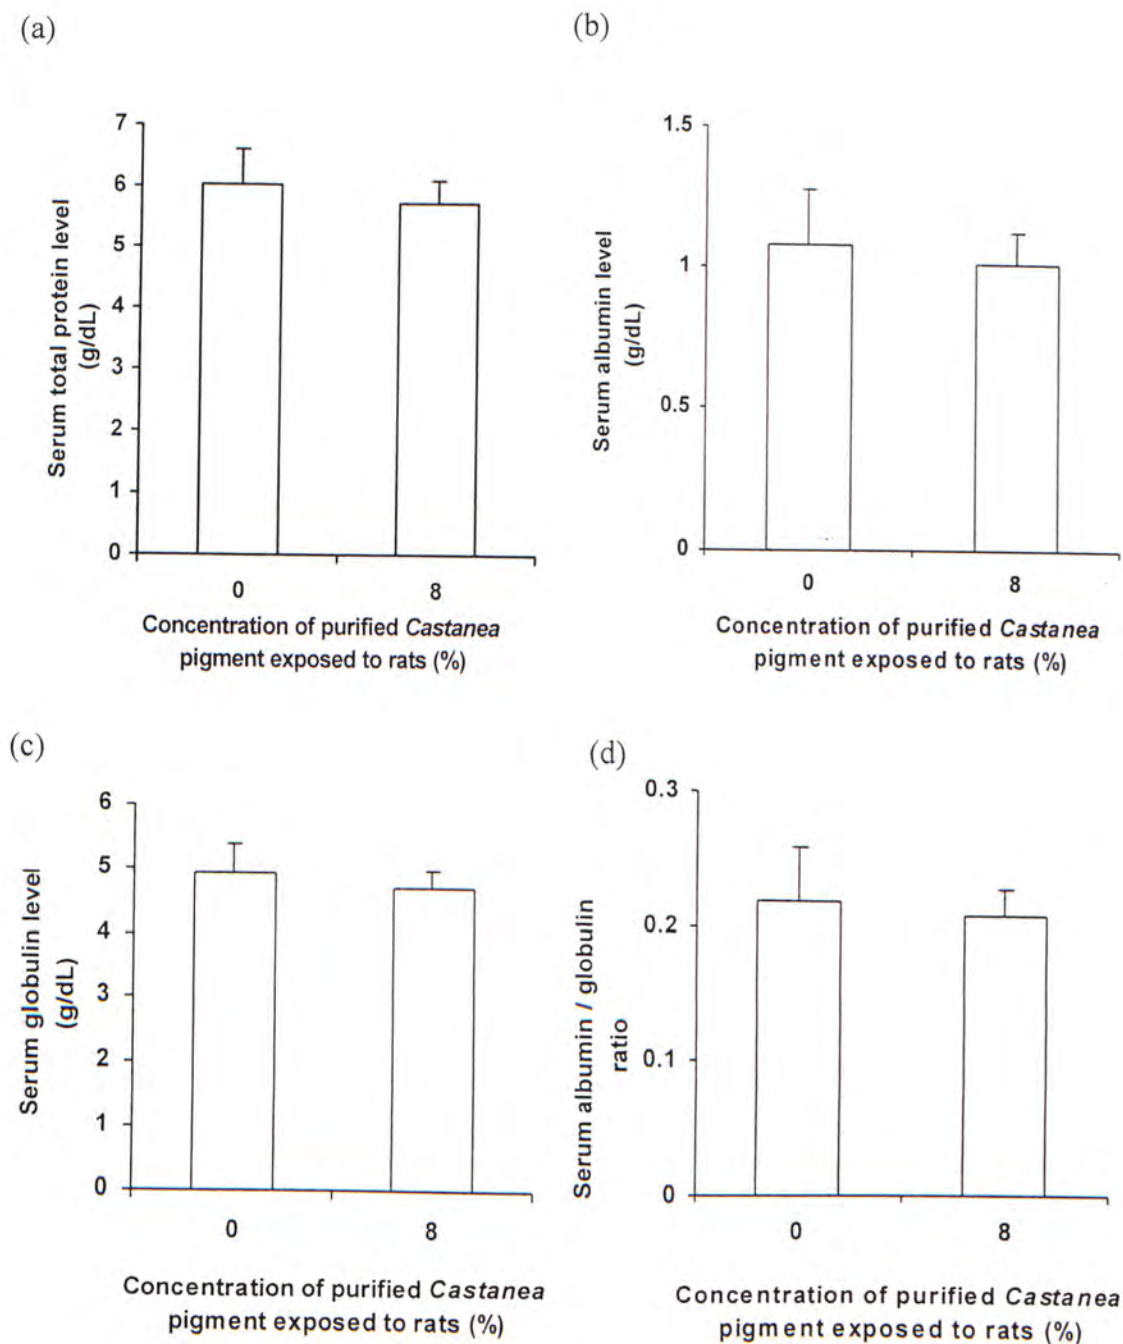 (a)
7
6
5
4
3
2
1
0
Serum total protein level
(g/dL)
0 8
Concentration of purified Castanea
pigment exposed to rats (%)
(b)
1.5
1
0.5
0
Serum albumin level
(g/dL)
0 8
Concentration of purified Castanea
pigment exposed to rats (%)
(c)
6
5
4
3
2
1
0
Serum globulin level
(g/dL)
0 8
Concentration of purified Castanea
pigment exposed to rats (%)
(d)
0.3
0.2
0.1
0
Serum albumin / globulin
ratio
0 8
Concentration of purified Castanea
pigment exposed to rats (%)